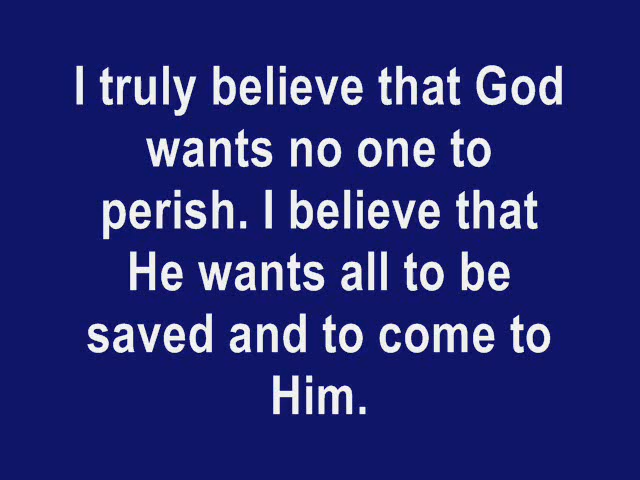 I truly believe that God
wants no one to
perish. I believe that
He wants all to be
saved and to come to
Him.